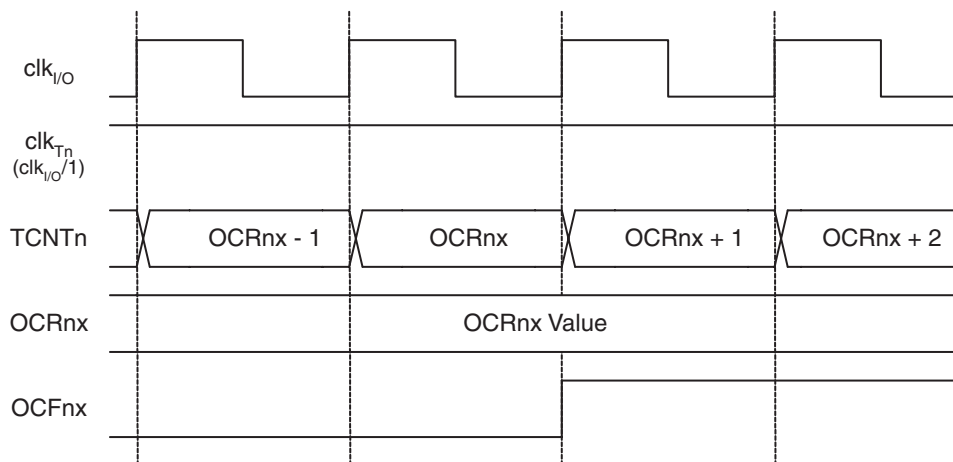 clkI/O
clkTn
(clkI/O/1)
TCNTn OCRnx - 1 OCRnx OCRnx + 1 OCRnx + 2
OCRnx OCRnx Value
OCFnx